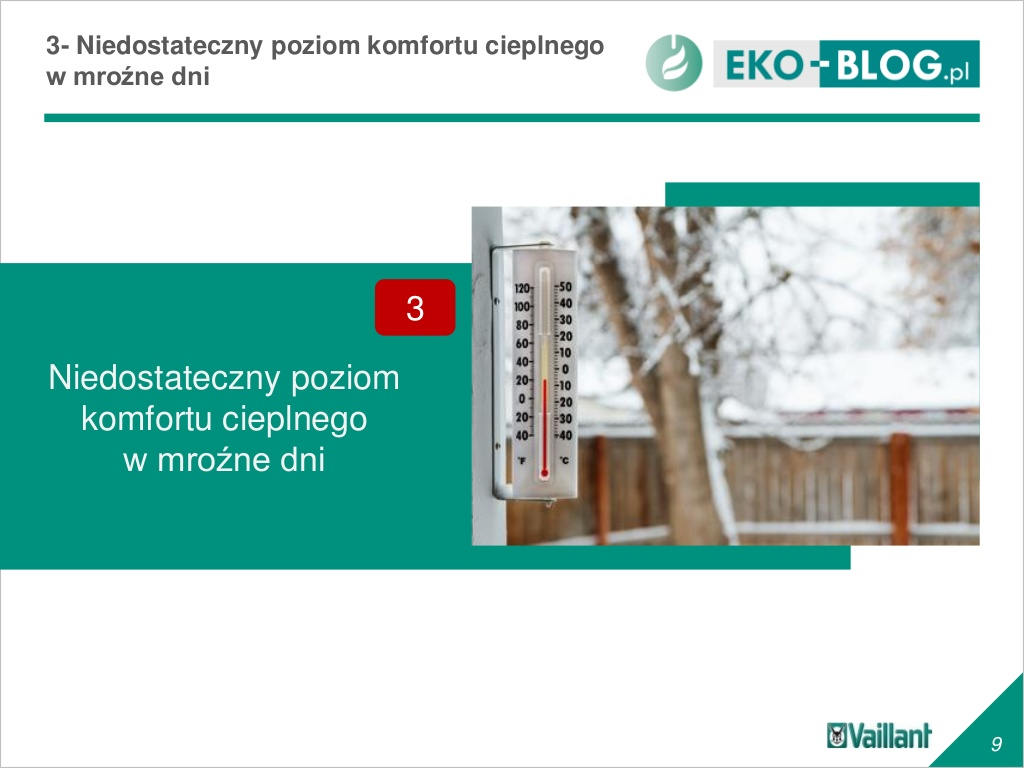 3- Niedostateczny poziom komfortu cieplnego
w mroźne dni
EKO-BLOG.pl
3
Niedostateczny poziom
komfortu cieplnego
w mroźne dni
120 50
100 40
80 30
60 20
40 10
20 0
0 10
20 20
40 30
40
°F °C
Vaillant
9